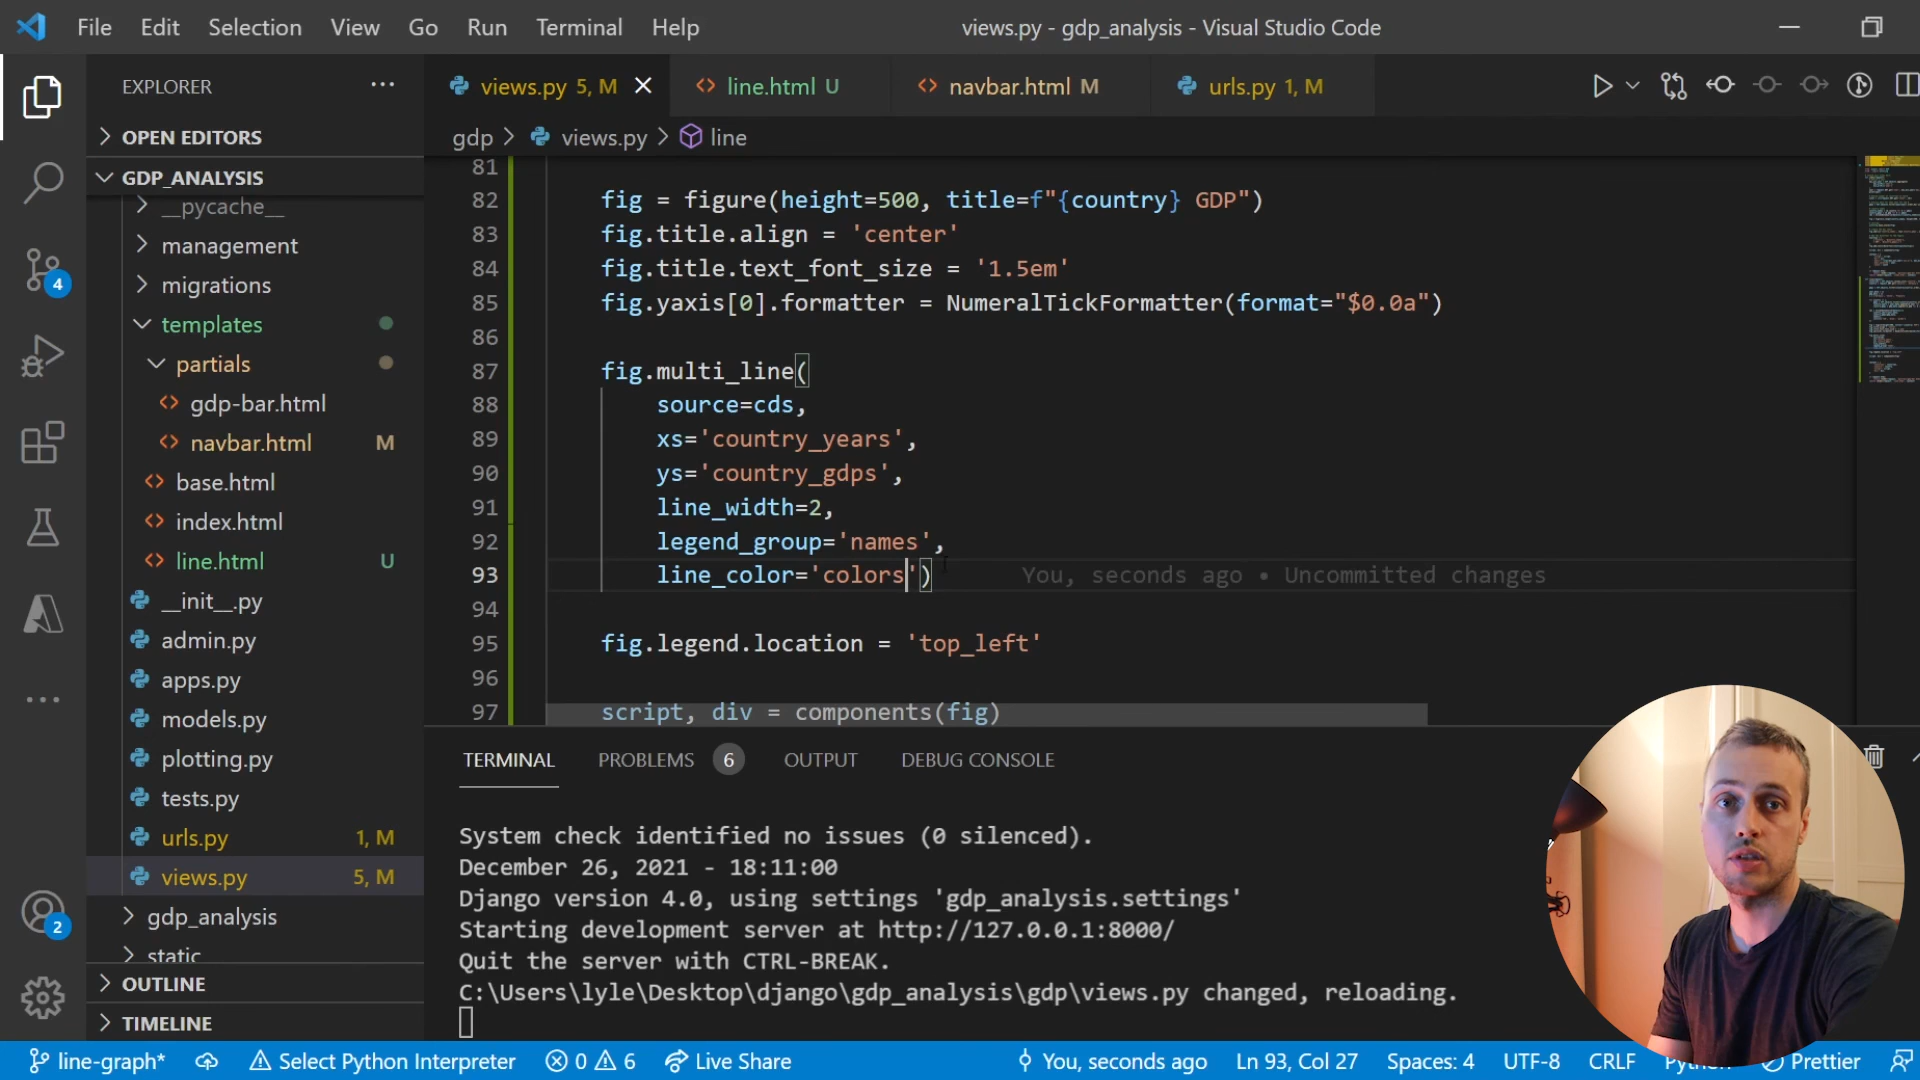 File Edit Selection View Go Run Terminal Help
views.py - gdp_analysis - Visual Studio Code
EXPLORER
OPEN EDITORS
GDP_ANALYSIS
__pycache__
management
migrations
templates
partials
gdp-bar.html
navbar.html M
base.html
index.html
line.html U
__init__.py
admin.py
apps.py
models.py
plotting.py
tests.py
urls.py 1, M
views.py 5, M
gdp_analysis
static
OUTLINE
TIMELINE
4
2
views.py 5, M
line.html U
navbar.html M
urls.py 1, M
gdp > views.py > line
81
82 fig = figure(height=500, title=f"{country} GDP")
83 fig.title.align = 'center'
84 fig.title.text_font_size = '1.5em'
85 fig.yaxis[0].formatter = NumeralTickFormatter(format="$0.0a")
86
87 fig.multi_line(
88 source=cds,
89 xs='country_years',
90 ys='country_gdps',
91 line_width=2,
92 legend_group='names',
93 line_color='colors') You, seconds ago • Uncommitted changes
94
95 fig.legend.location = 'top_left'
96
97 script, div = components(fig)
TERMINAL PROBLEMS 6 OUTPUT DEBUG CONSOLE
System check identified no issues (0 silenced).
December 26, 2021 - 18:11:00
Django version 4.0, using settings 'gdp_analysis.settings'
Starting development server at http://127.0.0.1:8000/
Quit the server with CTRL-BREAK.
C:\Users\lyle\Desktop\django\gdp_analysis\gdp\views.py changed, reloading.
line-graph* Select Python Interpreter 0 6 Live Share You, seconds ago Ln 93, Col 27 Spaces: 4 UTF-8 CRLF Prettier